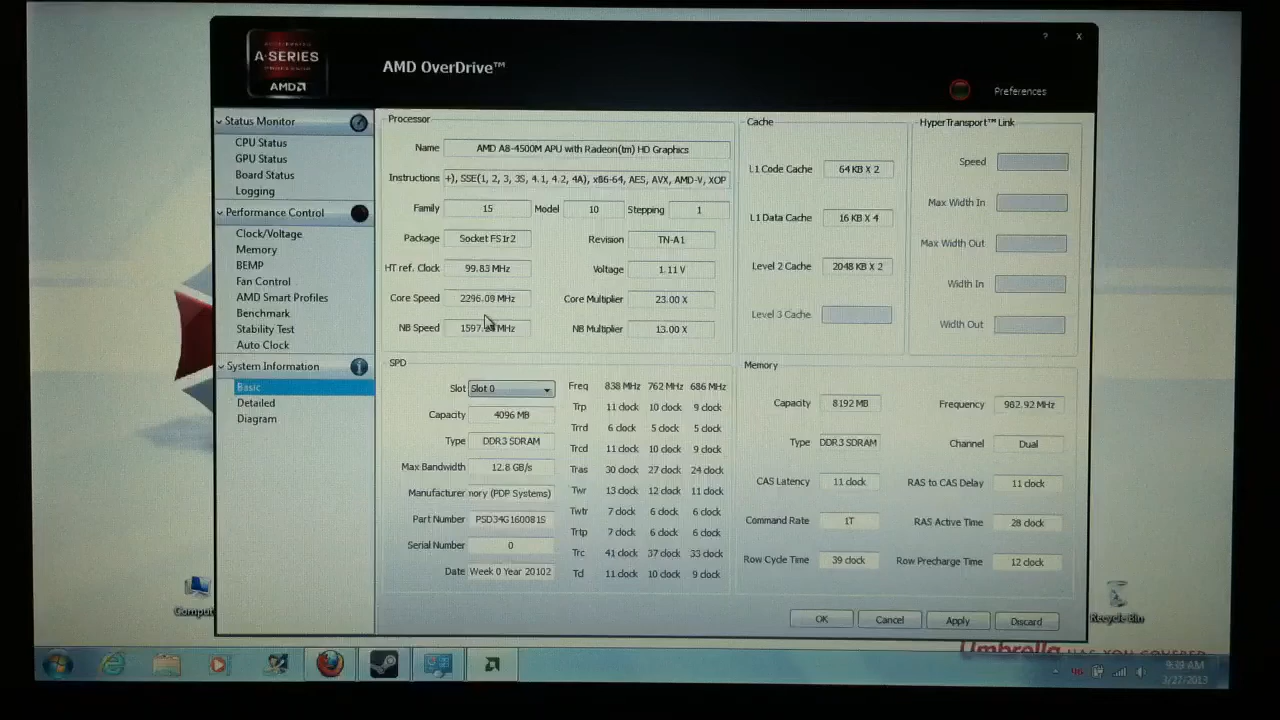 A-SERIES
AMD
AMD OverDrive™
? X
Preferences
Status Monitor
CPU Status
GPU Status
Board Status
Logging
Performance Control
Clock/Voltage
Memory
BEMP
Fan Control
AMD Smart Profiles
Benchmark
Stability Test
Auto Clock
System Information
Basic
Detailed
Diagram
Processor
Name AMD A8-4500M APU with Radeon(tm) HD Graphics
Instructions +), SSE(1, 2, 3, 3S, 4.1, 4.2, 4A), x86-64, AES, AVX, AMD-V, XOP
Family 15 Model 10 Stepping 1
Package Socket FS1r2 Revision TN-A1
HT ref. Clock 99.83 MHz Voltage 1.11 V
Core Speed 2296.09 MHz Core Multiplier 23.00 X
NB Speed MHz NB Multiplier 13.00 X
Cache
L1 Code Cache 64 KB X 2
L1 Data Cache 16 KB X 4
Level 2 Cache 2048 KB X 2
Level 3 Cache
HyperTransport™ Link
Speed
Max Width In
Max Width Out
Width In
Width Out
SPD
Slot Slot 0
Capacity 4096 MB
Type DDR3 SDRAM
Max Bandwidth 12.8 GB/s
Manufacturer nory (PDP Systems)
Part Number PSD34G160081S
Serial Number 0
Date Week 0 Year 20102
Freq 838 MHz 762 MHz 686 MHz
Trp 11 clock 10 clock 9 clock
Trrd 6 clock 5 clock 5 clock
Trcd 11 clock 10 clock 9 clock
Tras 30 clock 27 clock 24 clock
Twr 13 clock 12 clock 11 clock
Twtr 7 clock 6 clock 6 clock
Trtp 7 clock 6 clock 6 clock
Trc 41 clock 37 clock 33 clock
Td 11 clock 10 clock 9 clock
Memory
Capacity 8192 MB Frequency 982.92 MHz
Type DDR3 SDRAM Channel Dual
CAS Latency 11 clock RAS to CAS Delay 11 clock
Command Rate 1T RAS Active Time 28 clock
Row Cycle Time 39 clock Row Precharge Time 12 clock
OK Cancel Apply Discard
Comput
Recycle Bin
Umbrella HAS YOU COVERED
9:39 AM
3/27/2013